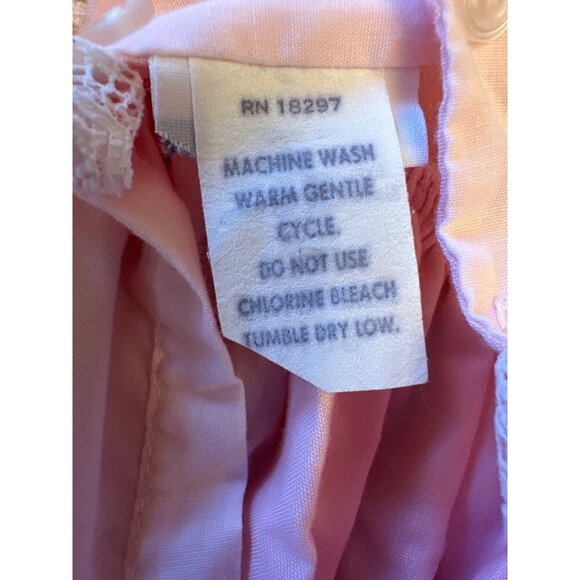 RN 18297
MACHINE WASH
WARM GENTLE
CYCLE.
DO NOT USE
CHLORINE BLEACH
TUMBLE DRY LOW.